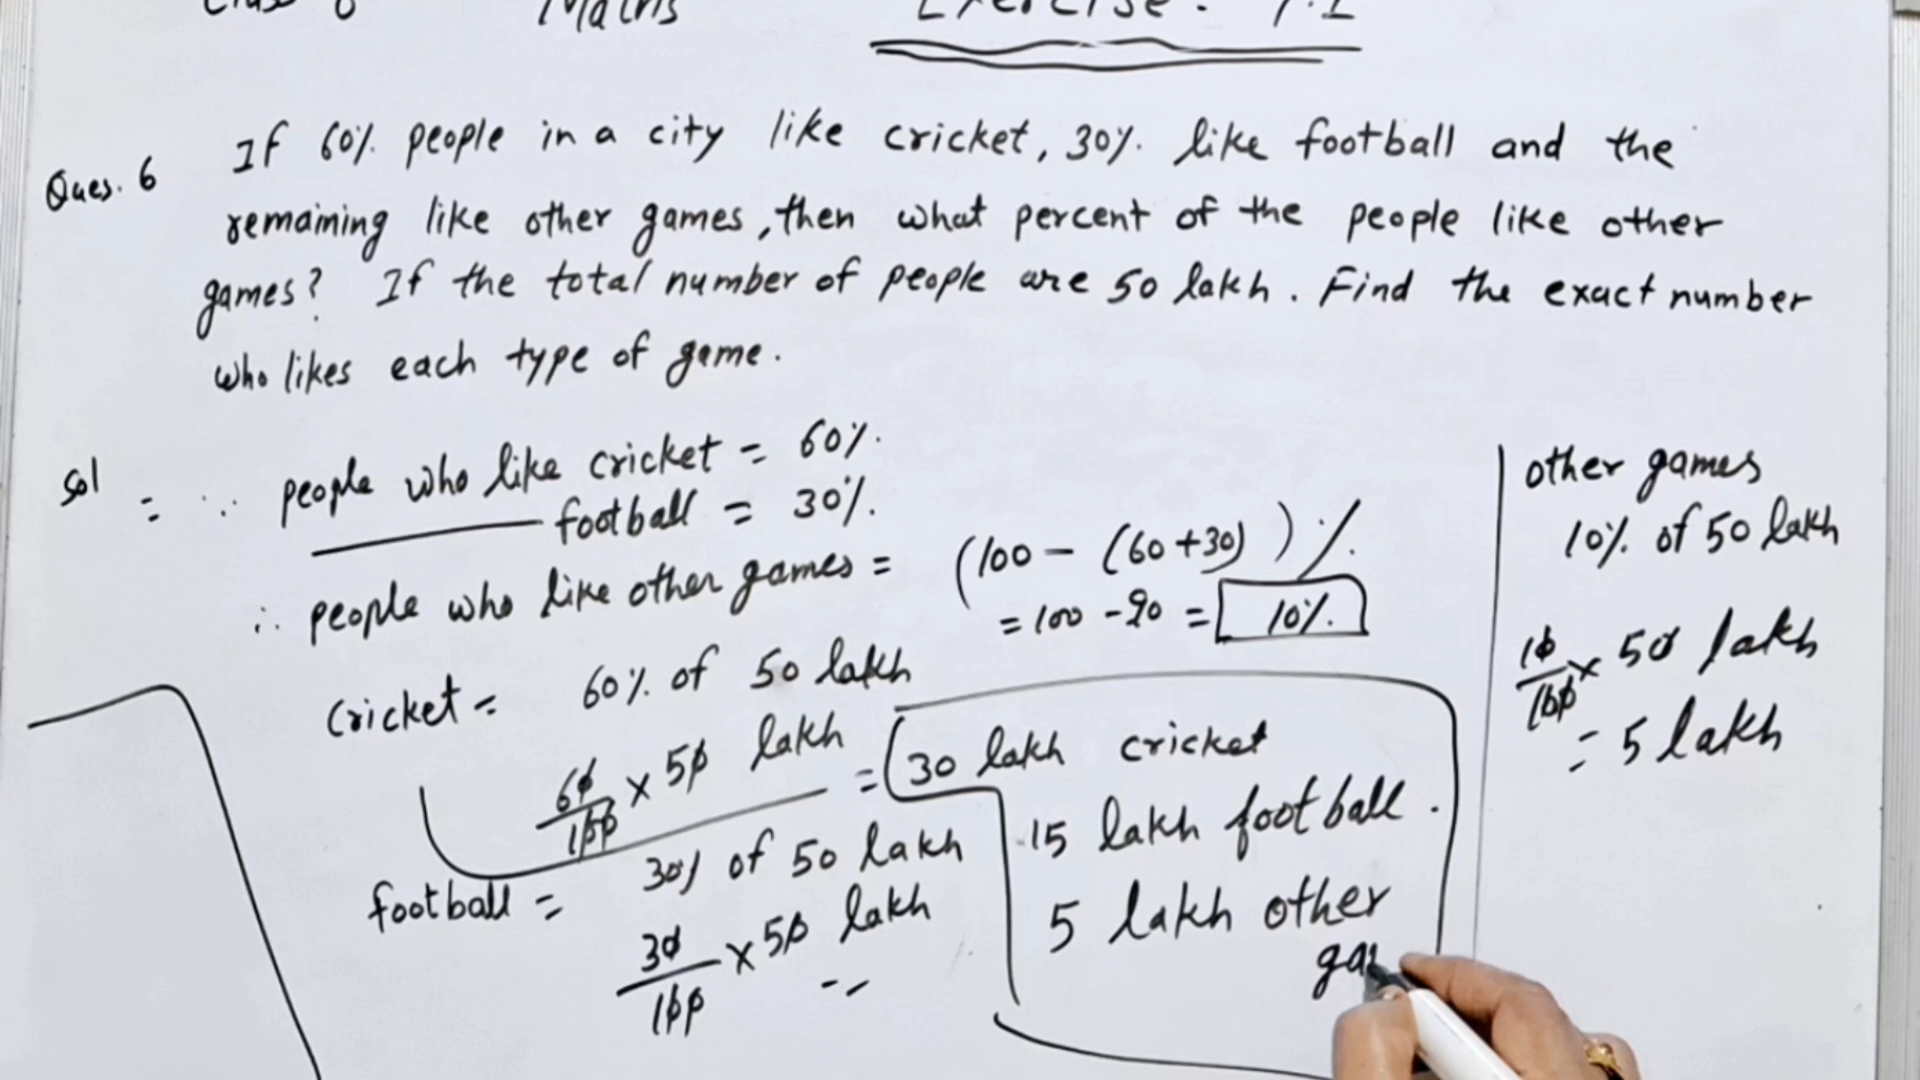 Maths
Exercise. 7.1
Ques. 6
If 60% people in a city like cricket, 30% like football and the
remaining like other games, then what percent of the people like other
games? If the total number of people are 50 lakh. Find the exact number
who likes each type of game.
Sol =
∵ people who like cricket = 60%.
football = 30%.
∴ people who like other games = (100 - (60+30))%.
= 100 - 90 = 10%.
cricket = 60% of 50 lakh
60/100 × 50 lakh = 30 lakh cricket
football = 30% of 50 lakh
30/100 × 50 lakh
15 lakh football.
5 lakh other
ga
other games
10% of 50 lakh
10/100 × 50 lakh
= 5 lakh